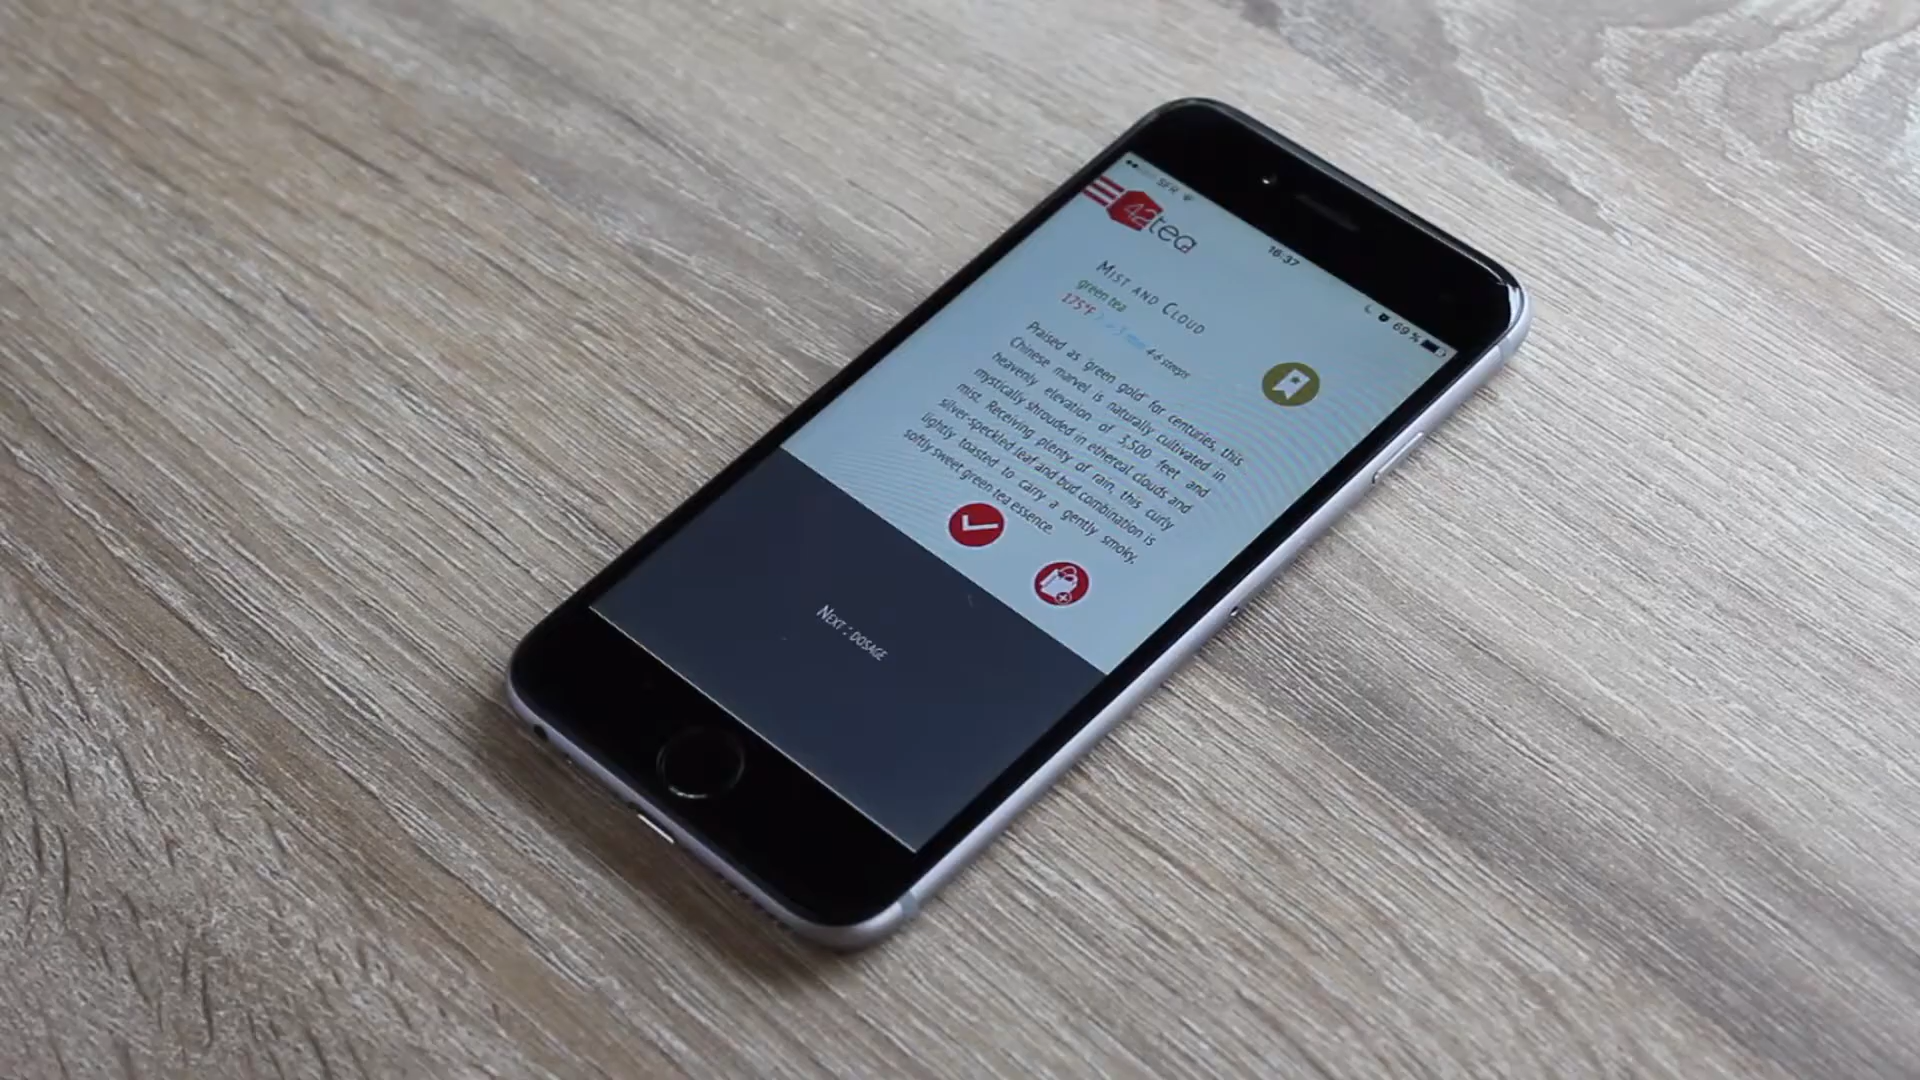 SFR
16:37
69 %
42teq
Mist and Cloud
green tea
175°F 4-6 steeps
Praised as 'green gold' for centuries, this
Chinese marvel is naturally cultivated in
heavenly elevation of 3,500 feet and
mystically shrouded in ethereal clouds and
mist. Receiving plenty of rain, this curly
silver-speckled leaf and bud combination is
lightly toasted to carry a gently smoky,
softly sweet green tea essence.
Next : dosage